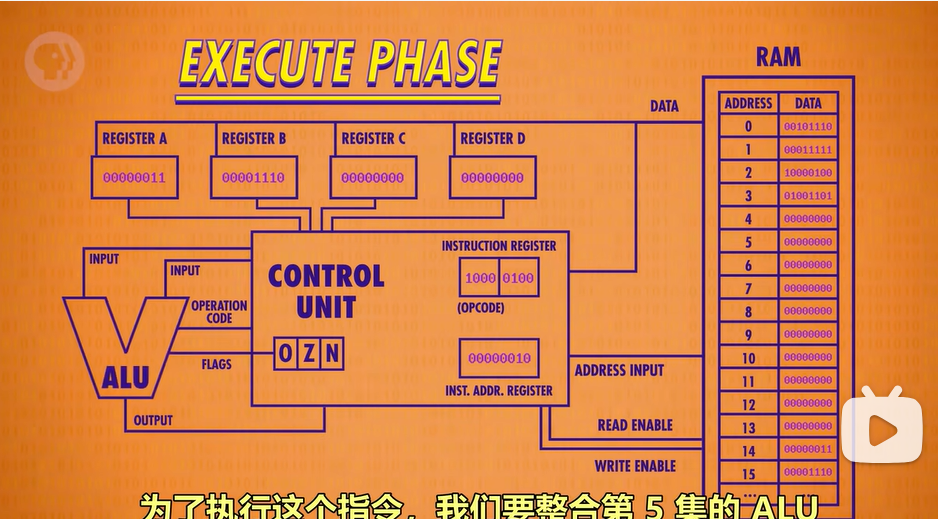 EXECUTE PHASE
RAM
DATA
ADDRESS DATA
0 00101110
1 00011111
2 10000100
3 01001101
4 00000000
5 00000000
6 00000000
7 00000000
8 00000000
9 00000000
10 00000000
11 00000000
12 00000000
13 00000000
14 00000011
15 00001110
...
REGISTER A
REGISTER B
REGISTER C
REGISTER D
00000011
00001110
00000000
00000000
INPUT
INPUT
OPERATION
CODE
FLAGS
ALU
OUTPUT
CONTROL
UNIT
O Z N
INSTRUCTION REGISTER
1000 0100
(OPCODE)
00000010
INST. ADDR. REGISTER
ADDRESS INPUT
READ ENABLE
WRITE ENABLE
为了执行这个指令，我们要整合第 5 集的 ALU